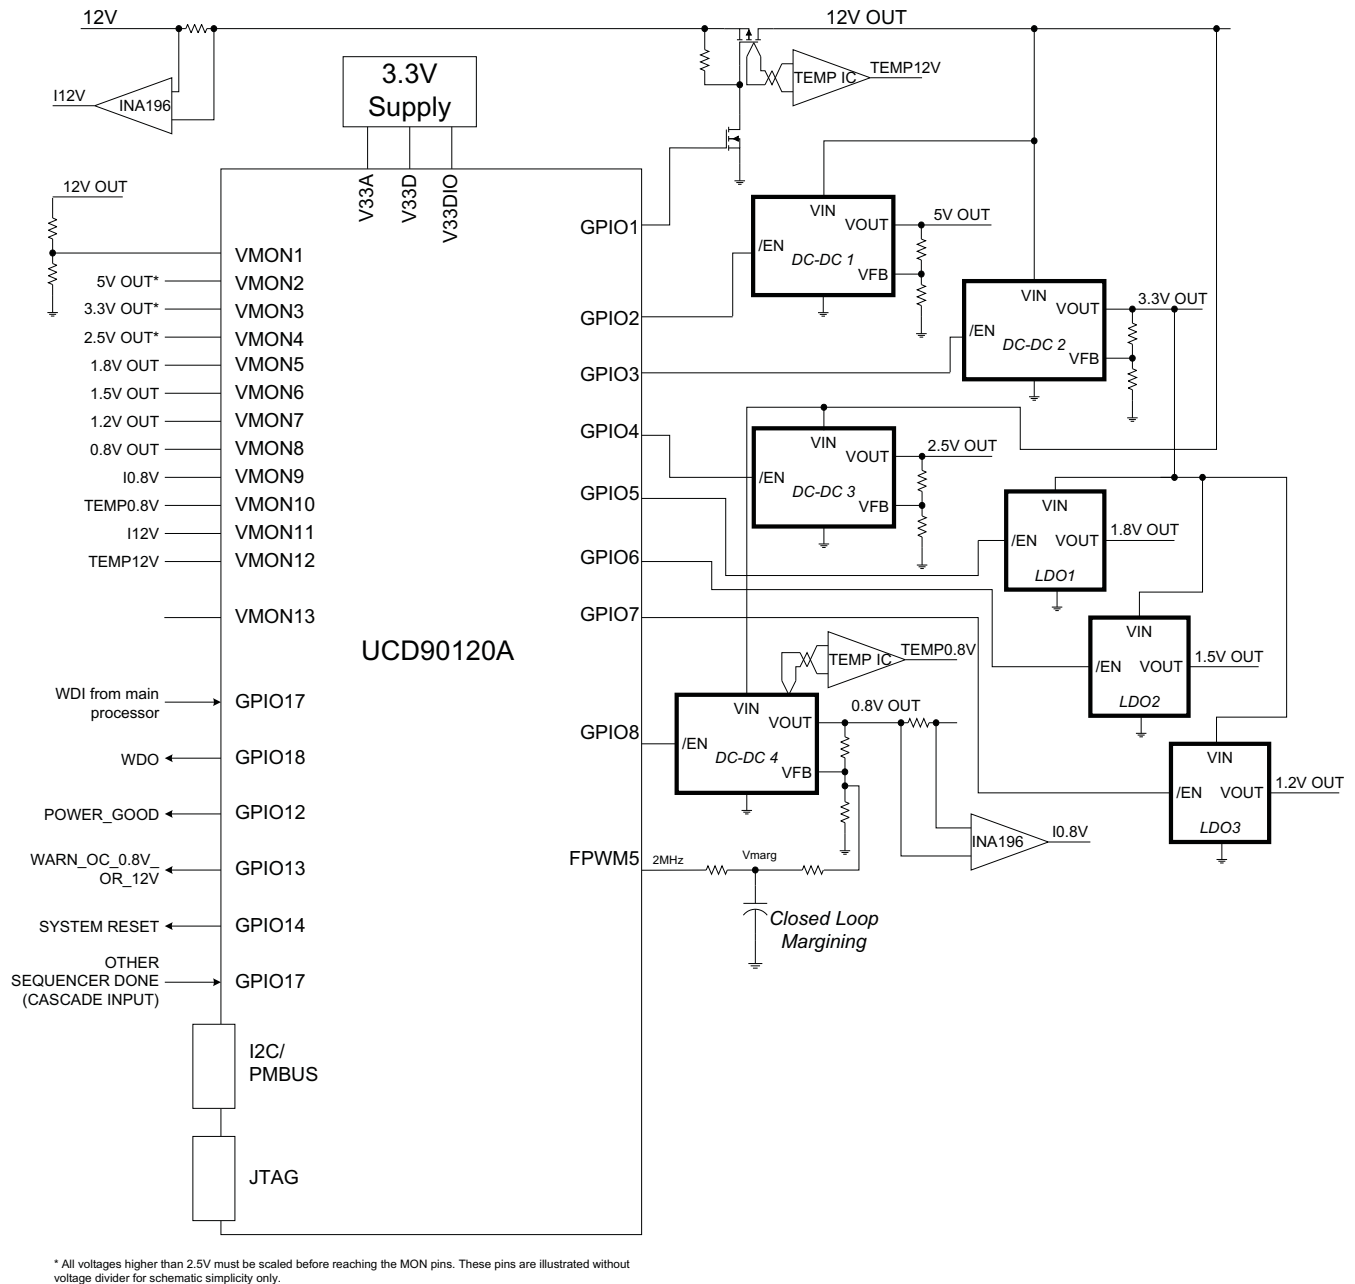 12V
12V OUT
3.3V
Supply
TEMP IC
TEMP12V
I12V
INA196
V33A
V33D
V33DIO
12V OUT
GPIO1
VIN
VOUT
5V OUT
/EN
DC-DC 1
VFB
VMON1
5V OUT*
VMON2
3.3V OUT*
VMON3
2.5V OUT*
VMON4
1.8V OUT
VMON5
1.5V OUT
VMON6
1.2V OUT
VMON7
0.8V OUT
VMON8
I0.8V
VMON9
TEMP0.8V
VMON10
I12V
VMON11
TEMP12V
VMON12
VMON13
GPIO2
VIN
VOUT
3.3V OUT
/EN
DC-DC 2
VFB
GPIO3
GPIO4
VIN
VOUT
2.5V OUT
/EN
DC-DC 3
VFB
GPIO5
VIN
/EN
VOUT
1.8V OUT
LDO1
GPIO6
GPIO7
VIN
/EN
VOUT
1.5V OUT
LDO2
UCD90120A
TEMP IC
TEMP0.8V
WDI from main
processor
GPIO17
VIN
VOUT
0.8V OUT
GPIO8
/EN
DC-DC 4
VFB
VIN
/EN
VOUT
1.2V OUT
LDO3
WDO
GPIO18
POWER_GOOD
GPIO12
INA196
I0.8V
WARN_OC_0.8V_
OR_12V
GPIO13
FPWM5
2MHz
Vmarg
Closed Loop
Margining
SYSTEM RESET
GPIO14
OTHER
SEQUENCER DONE
(CASCADE INPUT)
GPIO17
I2C/
PMBUS
JTAG
* All voltages higher than 2.5V must be scaled before reaching the MON pins. These pins are illustrated without
voltage divider for schematic simplicity only.